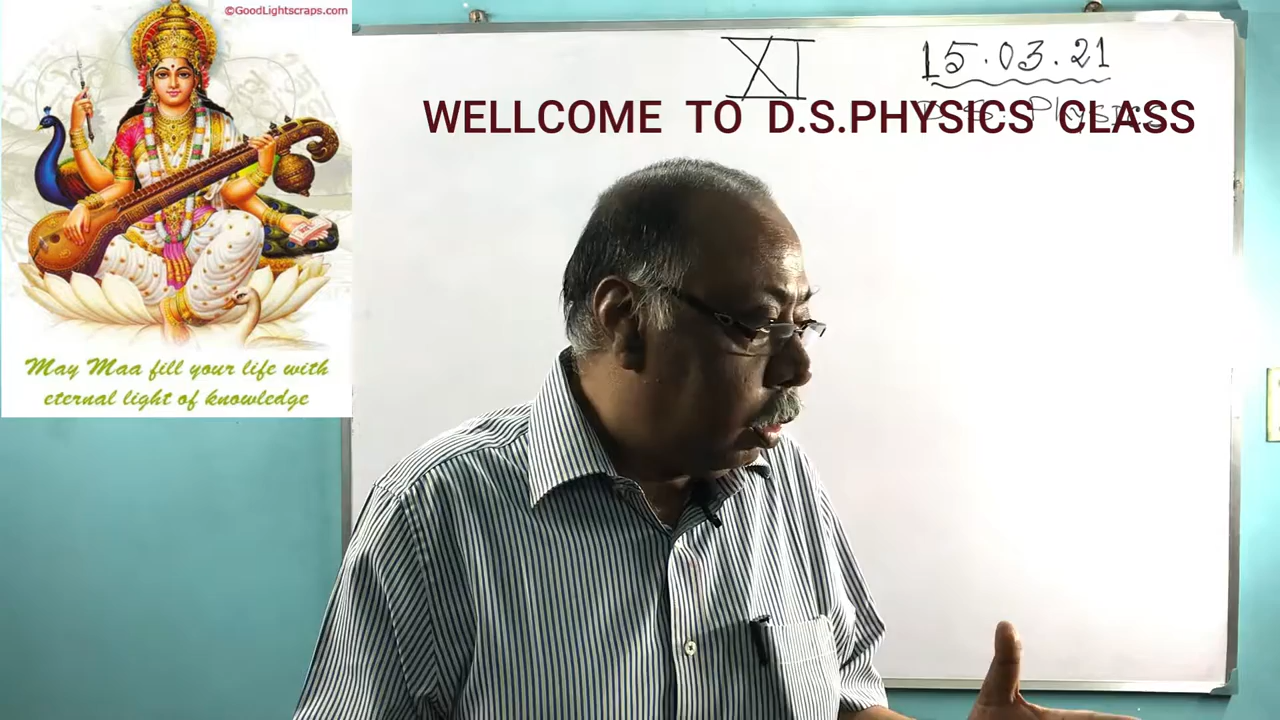 ©GoodLightscraps.com
XI
15.03.21
D.S. Physics
WELLCOME TO D.S.PHYSICS CLASS
May Maa fill your life with
eternal light of knowledge